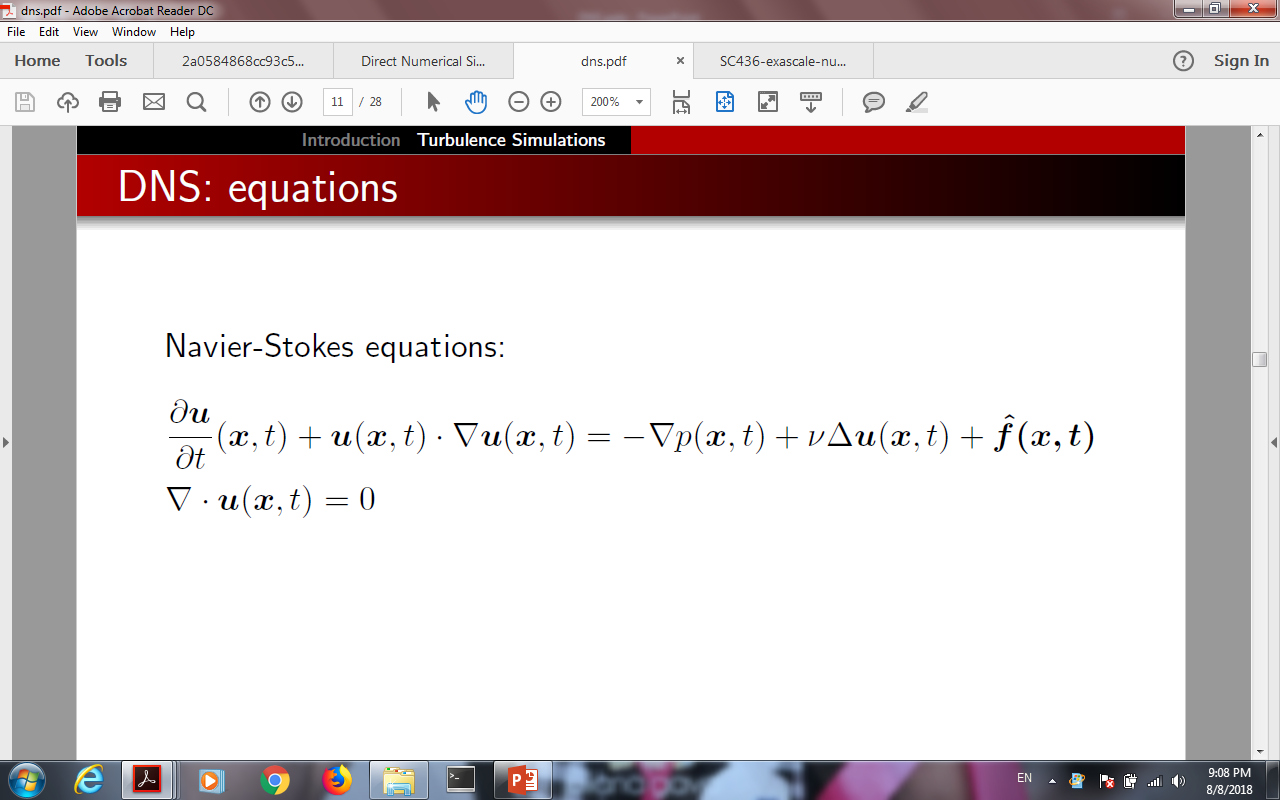 dns.pdf - Adobe Acrobat Reader DC
File Edit View Window Help
Home Tools 2a0584868cc93c5... Direct Numerical Si... dns.pdf × SC436-exascale-nu... ? Sign In
11 / 28 200%
Introduction Turbulence Simulations
DNS: equations
Navier-Stokes equations:
∂u/∂t (x, t) + u(x, t) · ∇u(x, t) = −∇p(x, t) + νΔu(x, t) + f̂(x, t)
∇ · u(x, t) = 0
EN 9:08 PM
8/8/2018